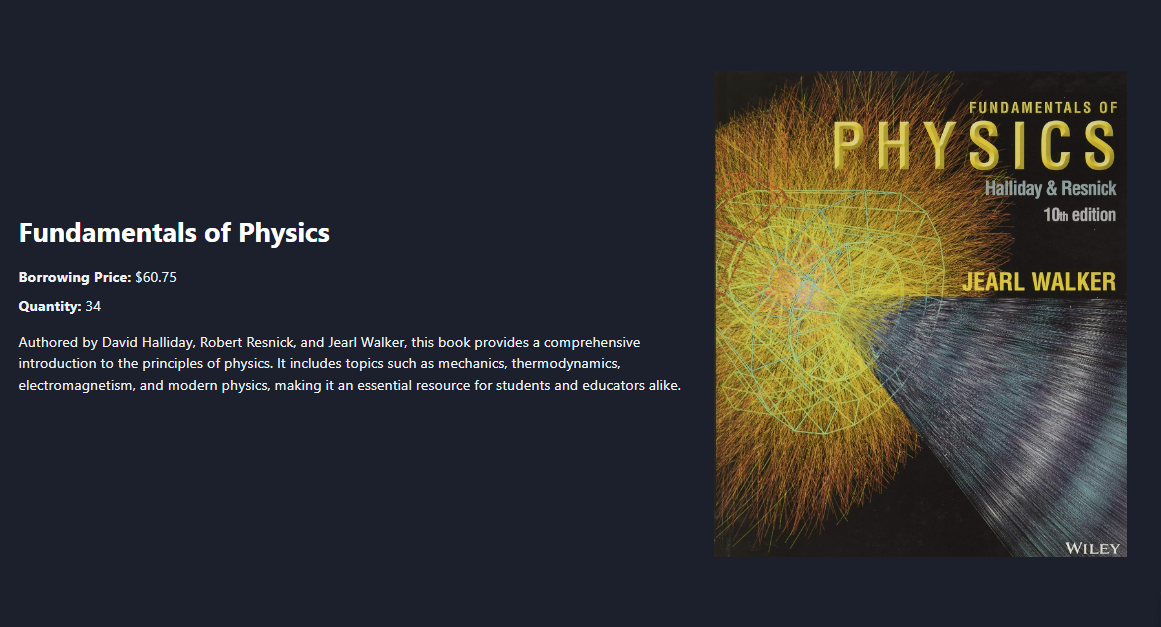 Fundamentals of Physics
Borrowing Price: $60.75
Quantity: 34
Authored by David Halliday, Robert Resnick, and Jearl Walker, this book provides a comprehensive
introduction to the principles of physics. It includes topics such as mechanics, thermodynamics,
electromagnetism, and modern physics, making it an essential resource for students and educators alike.
FUNDAMENTALS OF
PHYSICS
Halliday & Resnick
10th edition
JEARL WALKER
WILEY